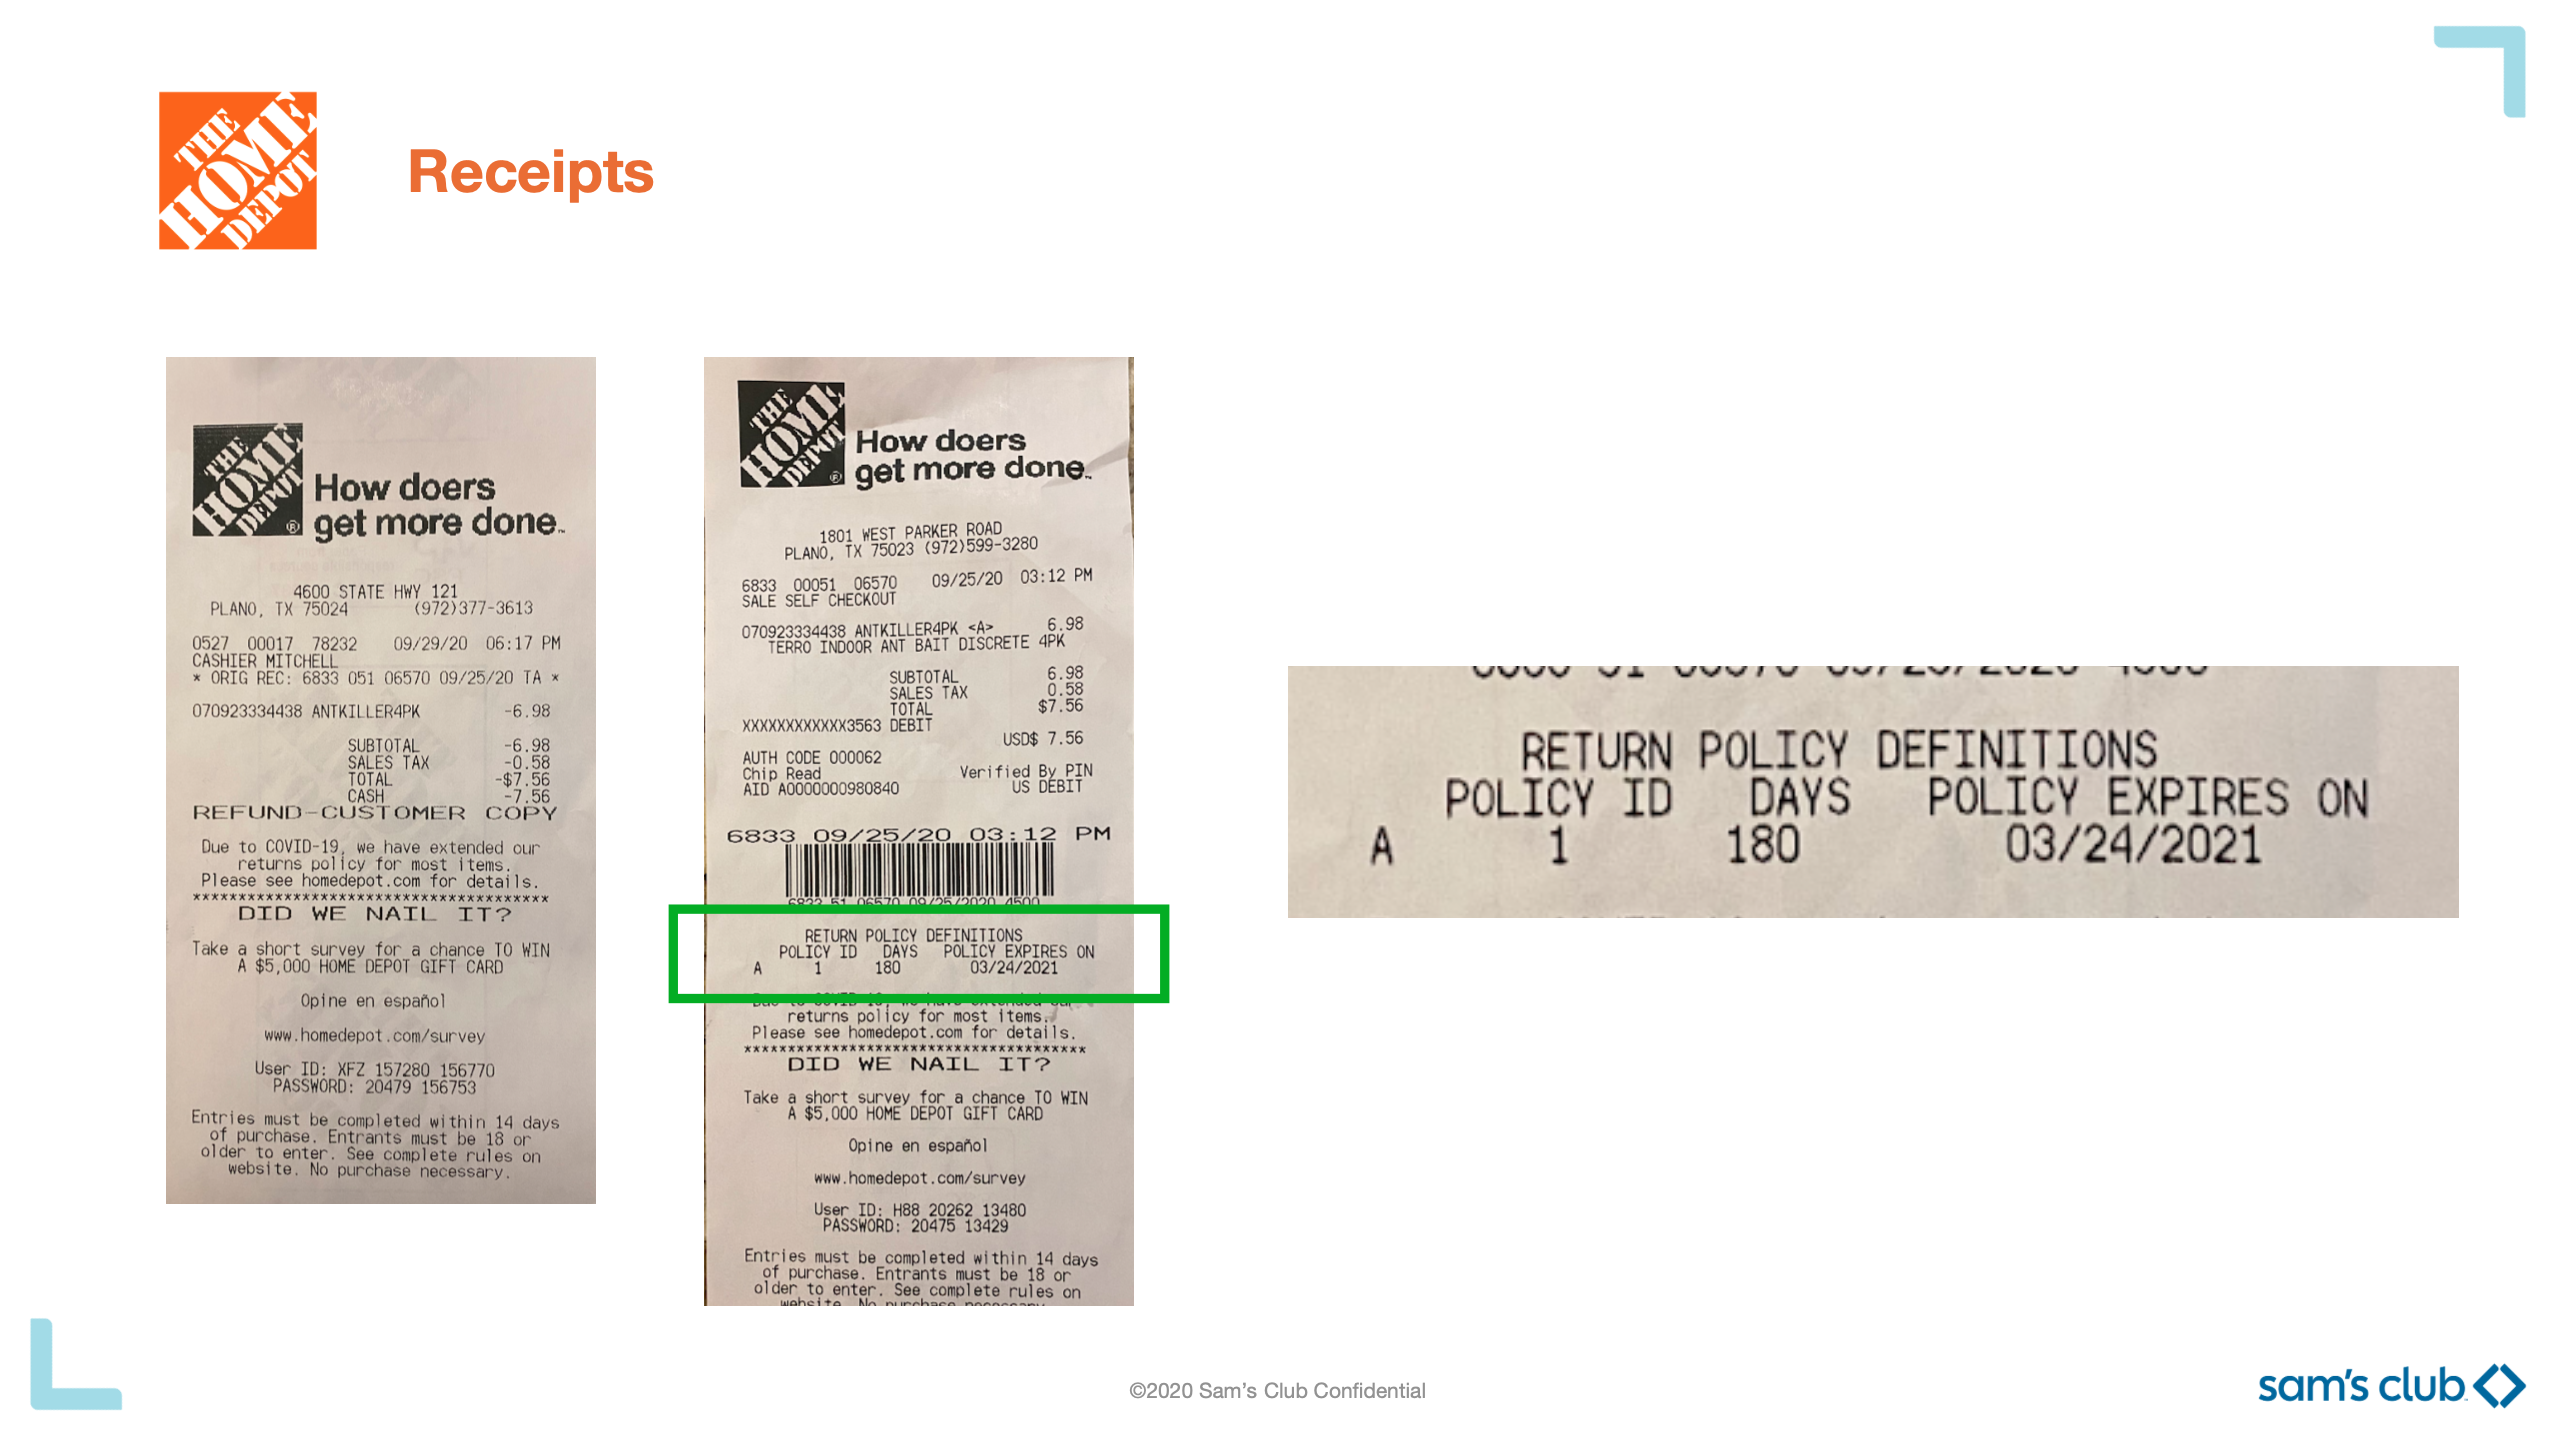 THE
HOME
DEPOT
Receipts
THE
HOME
DEPOT
®
How doers
get more done™
4600 STATE HWY 121
PLANO, TX 75024 (972)377-3613
0527 00017 78232 09/29/20 06:17 PM
CASHIER MITCHELL
* ORIG REC: 6833 051 06570 09/25/20 TA *
070923334438 ANTKILLER4PK -6.98
SUBTOTAL -6.98
SALES TAX -0.58
TOTAL -$7.56
CASH -7.56
REFUND-CUSTOMER COPY
Due to COVID-19, we have extended our
returns policy for most items.
Please see homedepot.com for details.
***************************************
DID WE NAIL IT?
Take a short survey for a chance TO WIN
A $5,000 HOME DEPOT GIFT CARD
Opine en español
www.homedepot.com/survey
User ID: XFZ 157280 156770
PASSWORD: 20479 156753
Entries must be completed within 14 days
of purchase. Entrants must be 18 or
older to enter. See complete rules on
website. No purchase necessary.
THE
HOME
DEPOT
®
How doers
get more done™
1801 WEST PARKER ROAD
PLANO, TX 75023 (972)599-3280
6833 00051 06570 09/25/20 03:12 PM
SALE SELF CHECKOUT
070923334438 ANTKILLER4PK <A> 6.98
TERRO INDOOR ANT BAIT DISCRETE 4PK
SUBTOTAL 6.98
SALES TAX 0.58
TOTAL $7.56
XXXXXXXXXXXX3563 DEBIT
USD$ 7.56
AUTH CODE 000062
Chip Read Verified By PIN
AID A0000000980840 US DEBIT
6833 09/25/20 03:12 PM
6833 51 06570 09/25/2020 4500
RETURN POLICY DEFINITIONS
POLICY ID DAYS POLICY EXPIRES ON
A 1 180 03/24/2021
Due to COVID-19, we have extended our
returns policy for most items.
Please see homedepot.com for details.
***************************************
DID WE NAIL IT?
Take a short survey for a chance TO WIN
A $5,000 HOME DEPOT GIFT CARD
Opine en español
www.homedepot.com/survey
User ID: H88 20262 13480
PASSWORD: 20475 13429
Entries must be completed within 14 days
of purchase. Entrants must be 18 or
older to enter. See complete rules on
website. No purchase necessary.
RETURN POLICY DEFINITIONS
POLICY ID DAYS POLICY EXPIRES ON
A 1 180 03/24/2021
©2020 Sam's Club Confidential
sam's club